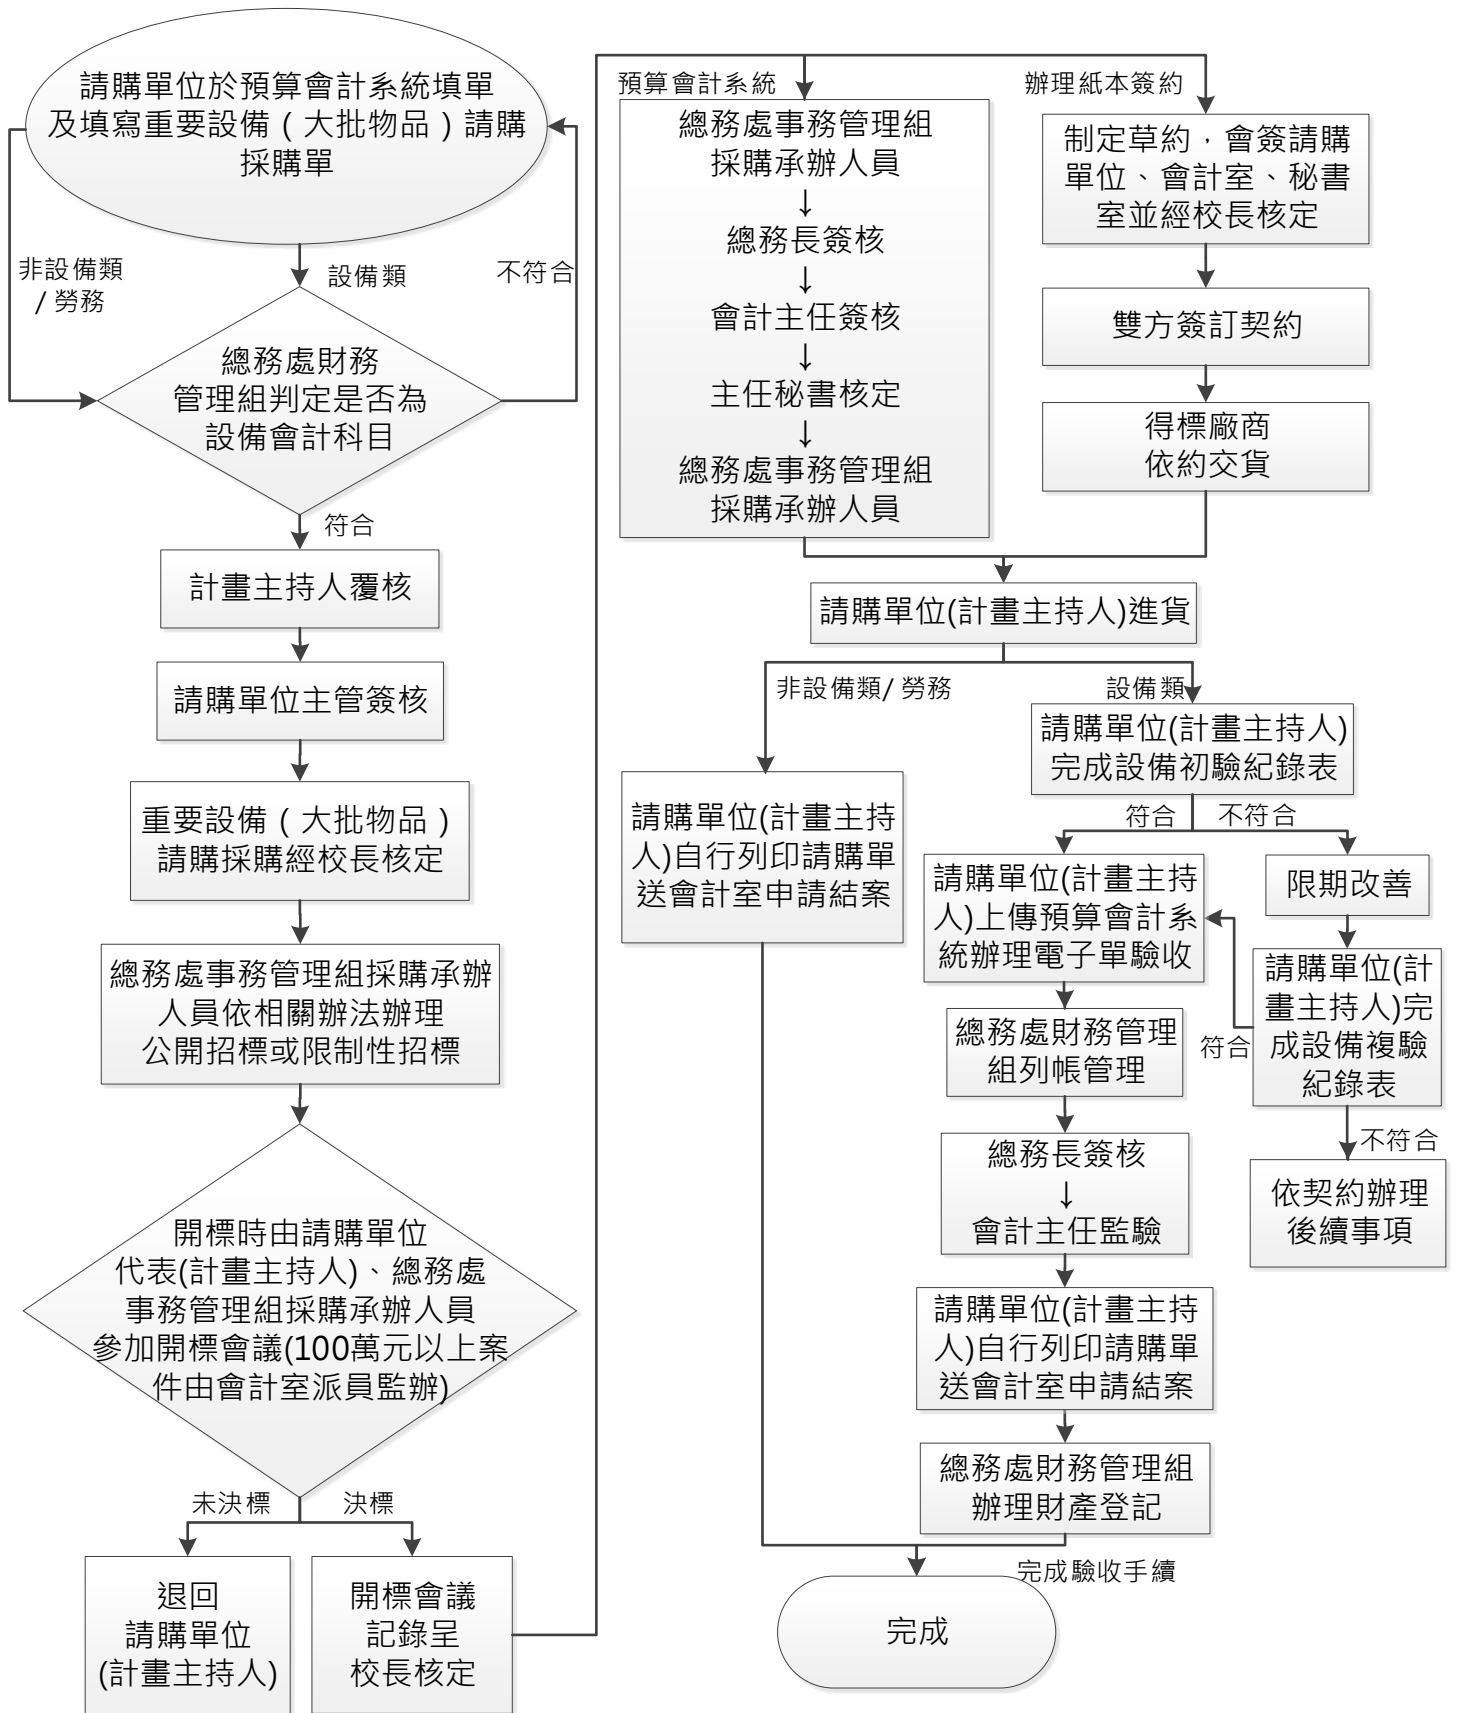 請購單位於預算會計系統填單
及填寫重要設備(大批物品)請購
採購單
非設備類
/ 勞務
設備類
不符合
總務處財務
管理組判定是否為
設備會計科目
符合
計畫主持人覆核
請購單位主管簽核
重要設備(大批物品)
請購採購經校長核定
總務處事務管理組採購承辦
人員依相關辦法辦理
公開招標或限制性招標
開標時由請購單位
代表(計畫主持人)、總務處
事務管理組採購承辦人員
參加開標會議(100萬元以上案
件由會計室派員監辦)
未決標
決標
退回
請購單位
(計畫主持人)
開標會議
記錄呈
校長核定
預算會計系統
總務處事務管理組
採購承辦人員
↓
總務長簽核
↓
會計主任簽核
↓
主任秘書核定
↓
總務處事務管理組
採購承辦人員
辦理紙本簽約
制定草約,會簽請購
單位、會計室、秘書
室並經校長核定
雙方簽訂契約
得標廠商
依約交貨
請購單位(計畫主持人)進貨
非設備類/ 勞務
設備類
請購單位(計畫主持
人)自行列印請購單
送會計室申請結案
請購單位(計畫主持人)
完成設備初驗紀錄表
符合
不符合
請購單位(計畫主持
人)上傳預算會計系
統辦理電子單驗收
限期改善
請購單位(計
畫主持人)完
成設備複驗
紀錄表
符合
不符合
依契約辦理
後續事項
總務處財務管理
組列帳管理
總務長簽核
↓
會計主任監驗
請購單位(計畫主持
人)自行列印請購單
送會計室申請結案
總務處財務管理組
辦理財產登記
完成驗收手續
完成